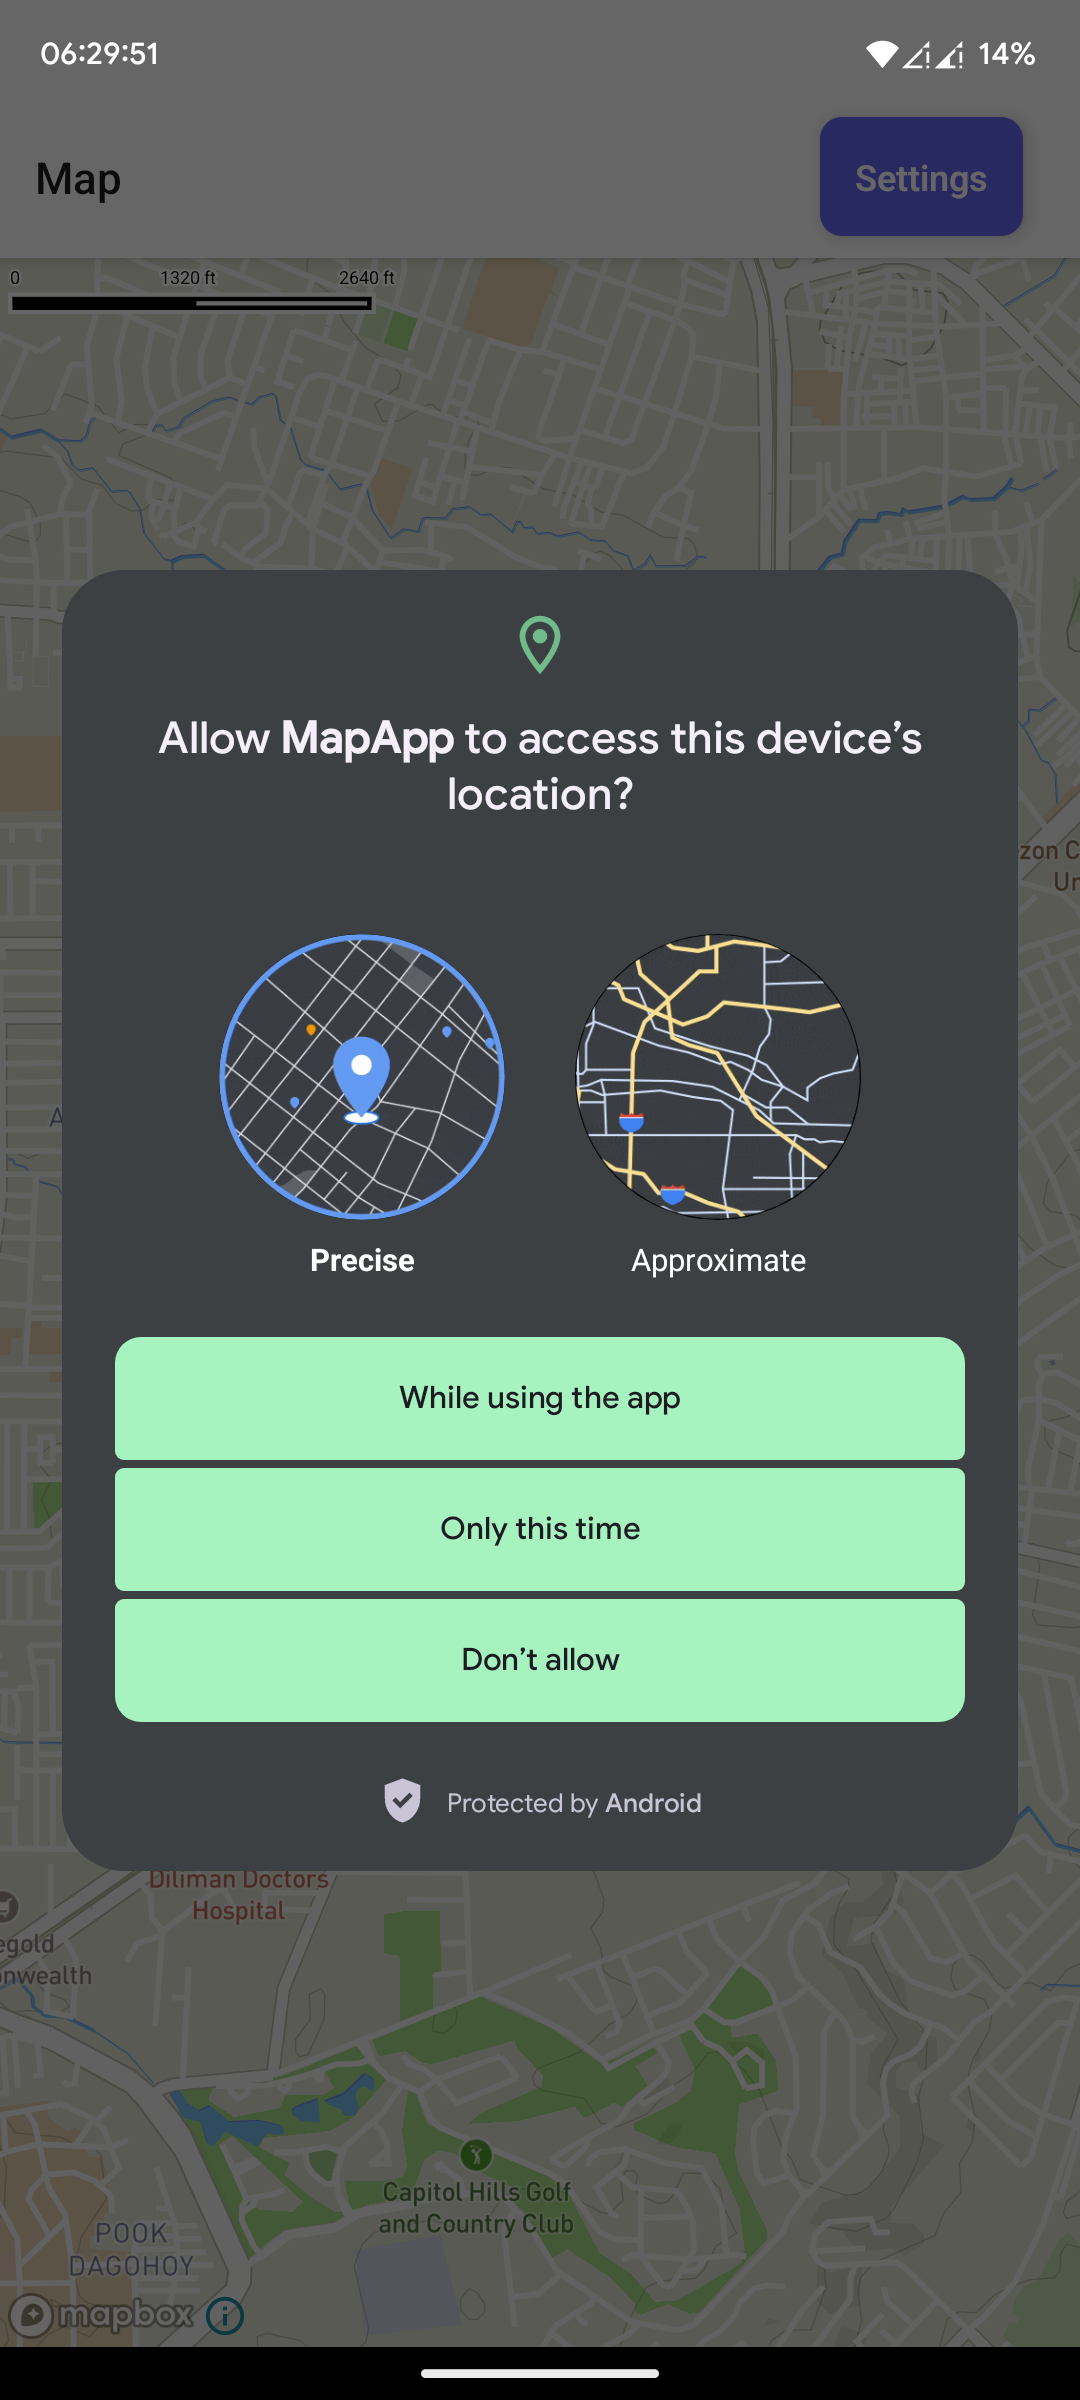 06:29:51
14%
Map
Settings
0 1320 ft 2640 ft
Allow MapApp to access this device’s
location?
zon C
Un
A
Precise
Approximate
While using the app
Only this time
Don’t allow
Protected by Android
Diliman Doctors
Hospital
egold
nwealth
Capitol Hills Golf
and Country Club
POOK
DAGOHOY
mapbox